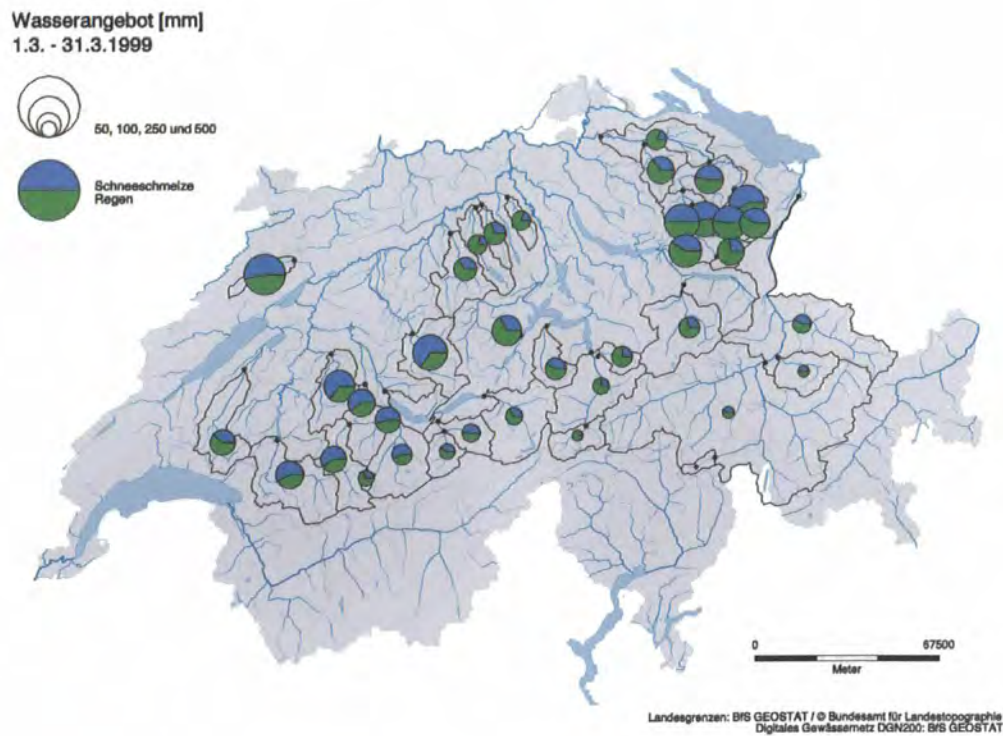 Wasserangebot [mm]
1.3. - 31.3.1999
50, 100, 250 und 500
Schneeschmelze
Regen
0 67500
Meter
Landesgrenzen: BfS GEOSTAT / © Bundesamt für Landestopographie
Digitales Gewässernetz DGN200: BfS GEOSTAT